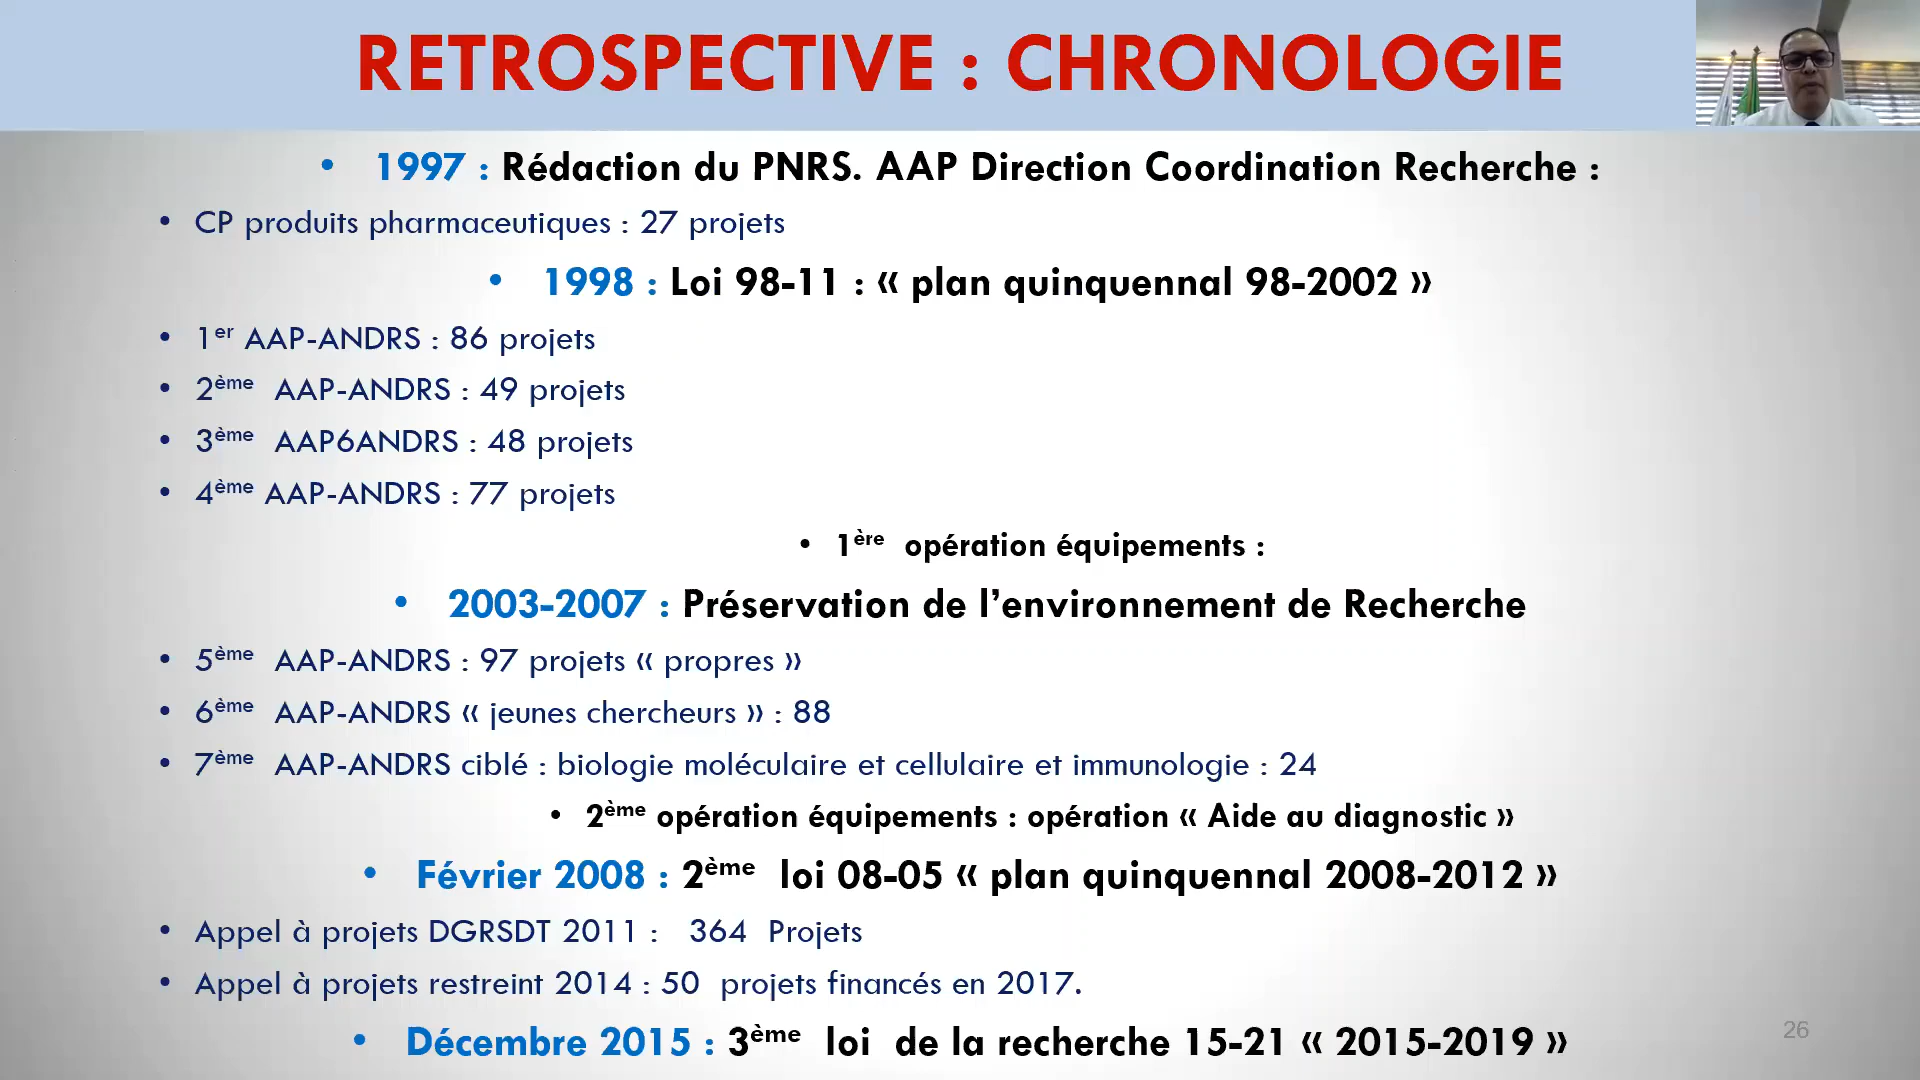 RETROSPECTIVE : CHRONOLOGIE
• 1997 : Rédaction du PNRS. AAP Direction Coordination Recherche :
• CP produits pharmaceutiques : 27 projets
• 1998 : Loi 98-11 : « plan quinquennal 98-2002 »
• 1er AAP-ANDRS : 86 projets
• 2ème AAP-ANDRS : 49 projets
• 3ème AAP6ANDRS : 48 projets
• 4ème AAP-ANDRS : 77 projets
• 1ère opération équipements :
• 2003-2007 : Préservation de l’environnement de Recherche
• 5ème AAP-ANDRS : 97 projets « propres »
• 6ème AAP-ANDRS « jeunes chercheurs » : 88
• 7ème AAP-ANDRS ciblé : biologie moléculaire et cellulaire et immunologie : 24
• 2ème opération équipements : opération « Aide au diagnostic »
• Février 2008 : 2ème loi 08-05 « plan quinquennal 2008-2012 »
• Appel à projets DGRSDT 2011 : 364 Projets
• Appel à projets restreint 2014 : 50 projets financés en 2017.
• Décembre 2015 : 3ème loi de la recherche 15-21 « 2015-2019 »
26